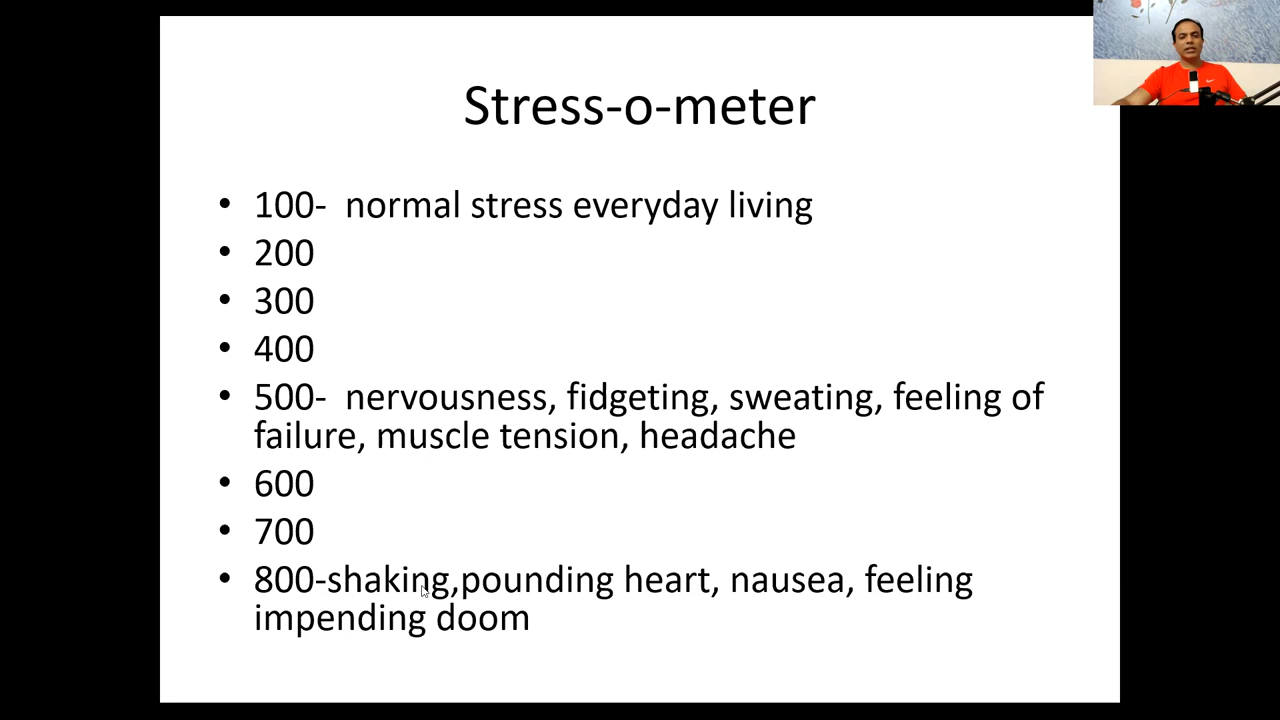 Stress-o-meter
• 100-  normal stress everyday living
• 200
• 300
• 400
• 500-  nervousness, fidgeting, sweating, feeling of
failure, muscle tension, headache
• 600
• 700
• 800-shaking,pounding heart, nausea, feeling
impending doom